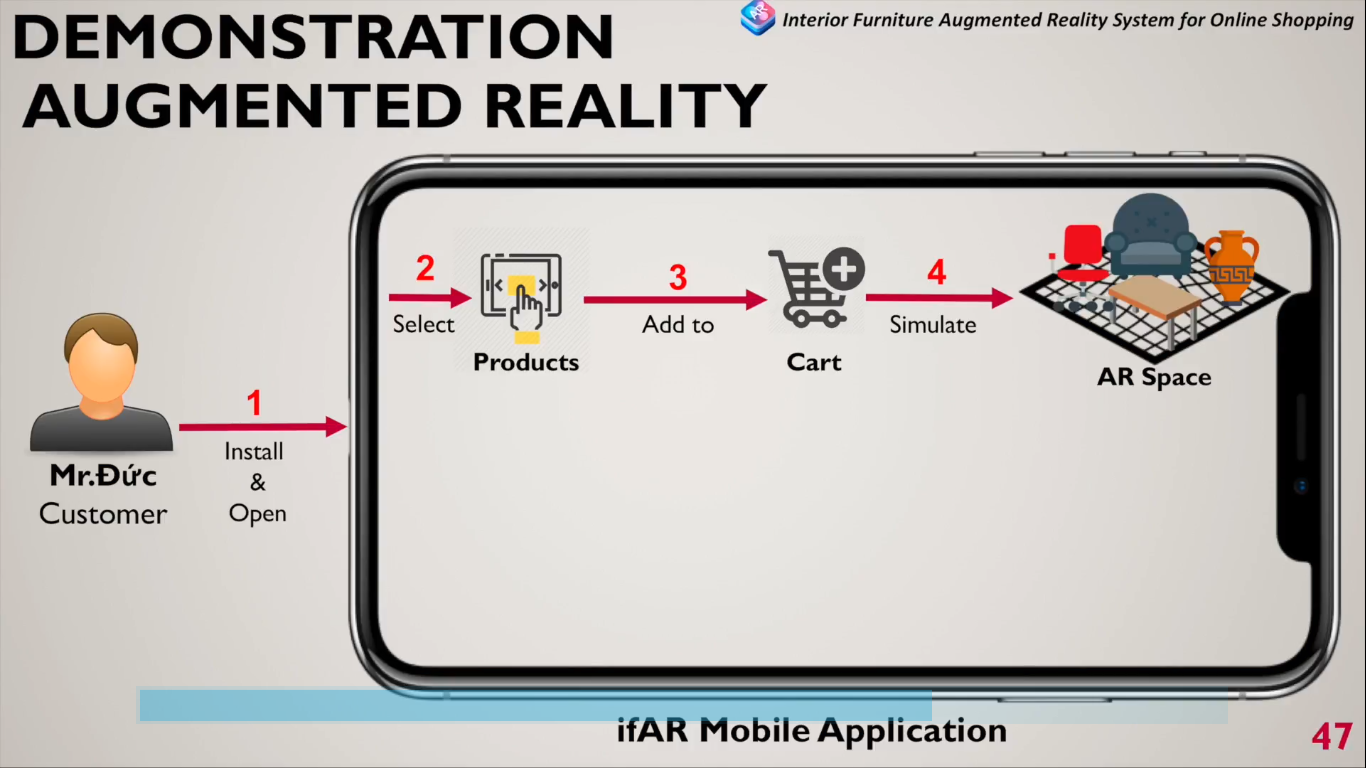 DEMONSTRATION
AUGMENTED REALITY
Interior Furniture Augmented Reality System for Online Shopping
1
Install
&
Open
Mr.Đức
Customer
2
Select
Products
3
Add to
Cart
4
Simulate
AR Space
ifAR Mobile Application
47